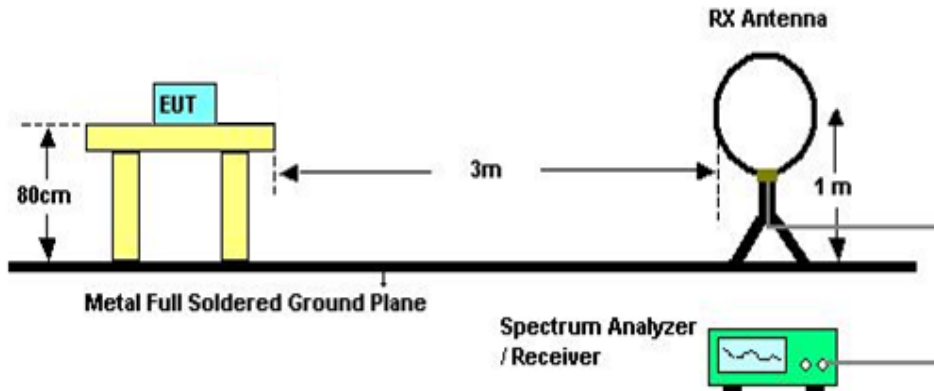 RX Antenna
EUT
3m
80cm
1 m
Metal Full Soldered Ground Plane
Spectrum Analyzer
/ Receiver